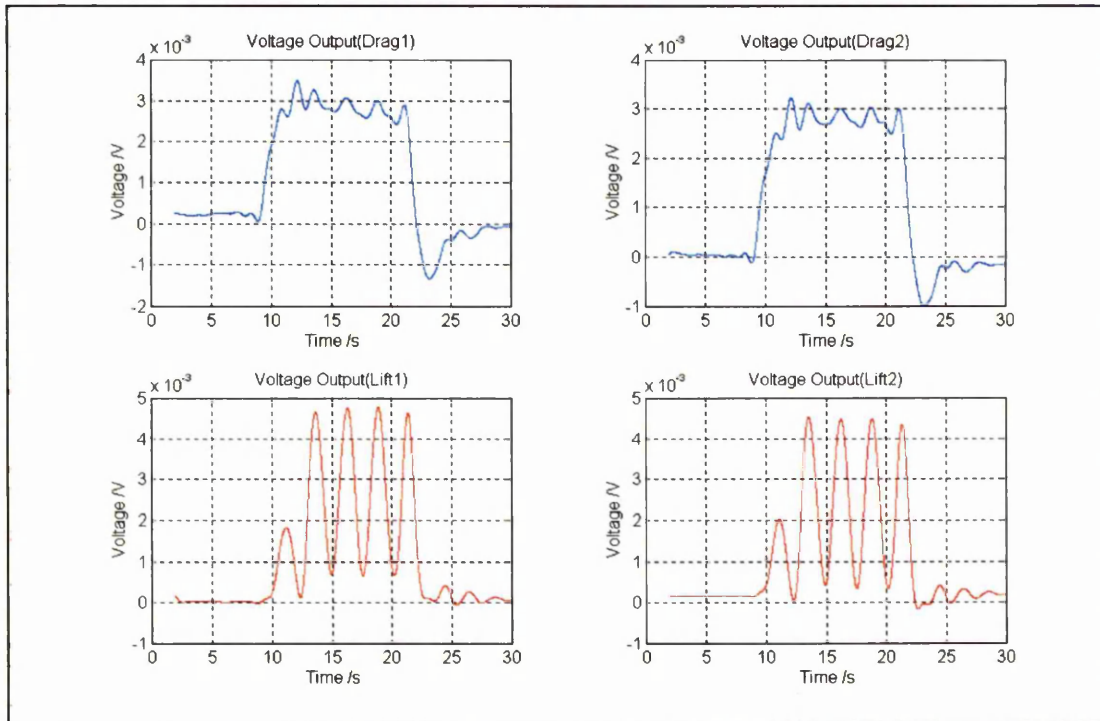 Voltage Output(Drag1)
x 10⁻³
Voltage /V
4
3
2
1
0
-1
-2
0 5 10 15 20 25 30
Time /s
Voltage Output(Drag2)
x 10⁻³
Voltage /V
4
3
2
1
0
-1
0 5 10 15 20 25 30
Time /s
Voltage Output(Lift1)
x 10⁻³
Voltage /V
5
4
3
2
1
0
-1
0 5 10 15 20 25 30
Time /s
Voltage Output(Lift2)
x 10⁻³
Voltage /V
5
4
3
2
1
0
-1
0 5 10 15 20 25 30
Time /s